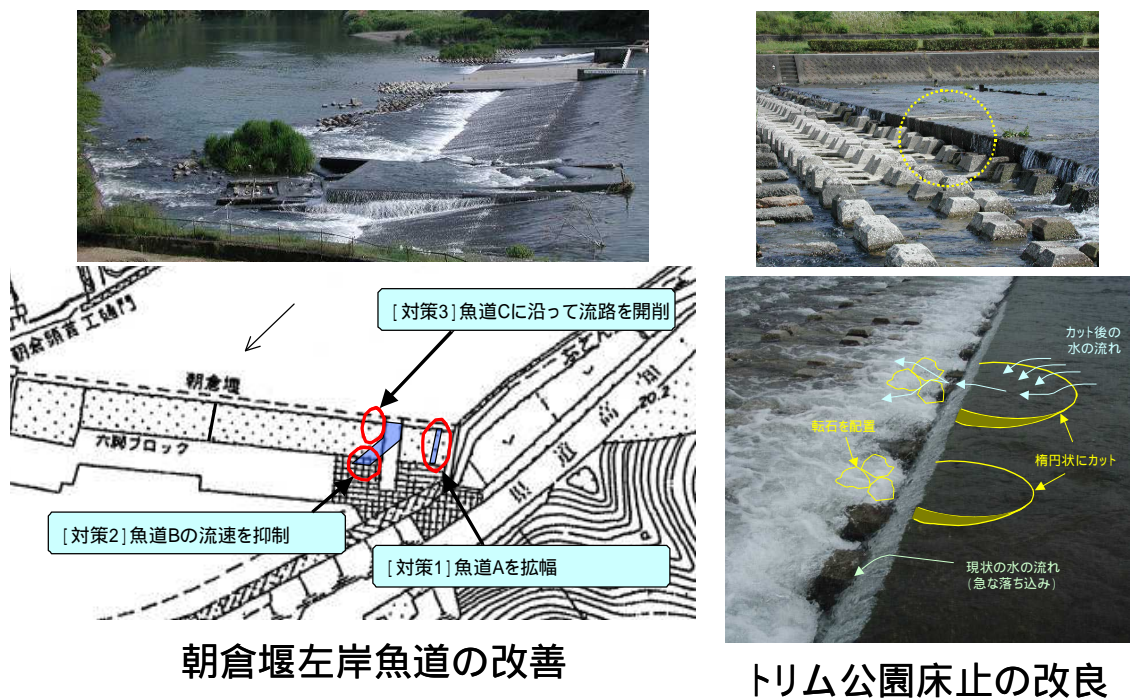 [対策3]魚道Cに沿って流路を開削
朝倉堰
六脚ブロック
県道高知
20.2
[対策2]魚道Bの流速を抑制
[対策1]魚道Aを拡幅
朝倉堰左岸魚道の改善
カット後の
水の流れ
転石を配置
楕円状にカット
現状の水の流れ
(急な落ち込み)
トリム公園床止の改良